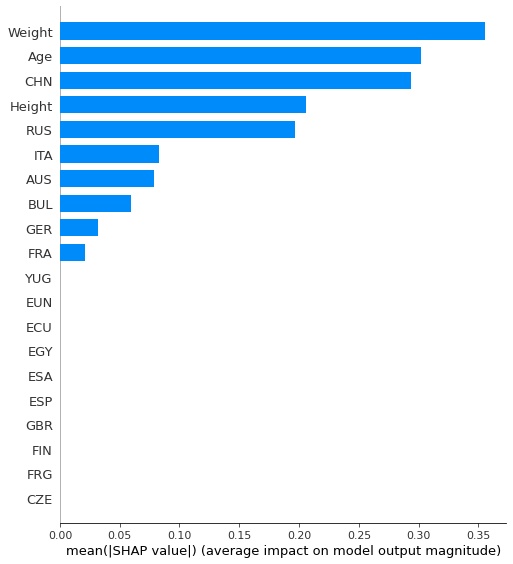 Weight
Age
CHN
Height
RUS
ITA
AUS
BUL
GER
FRA
YUG
EUN
ECU
EGY
ESA
ESP
GBR
FIN
FRG
CZE
0.00 0.05 0.10 0.15 0.20 0.25 0.30 0.35
mean(|SHAP value|) (average impact on model output magnitude)